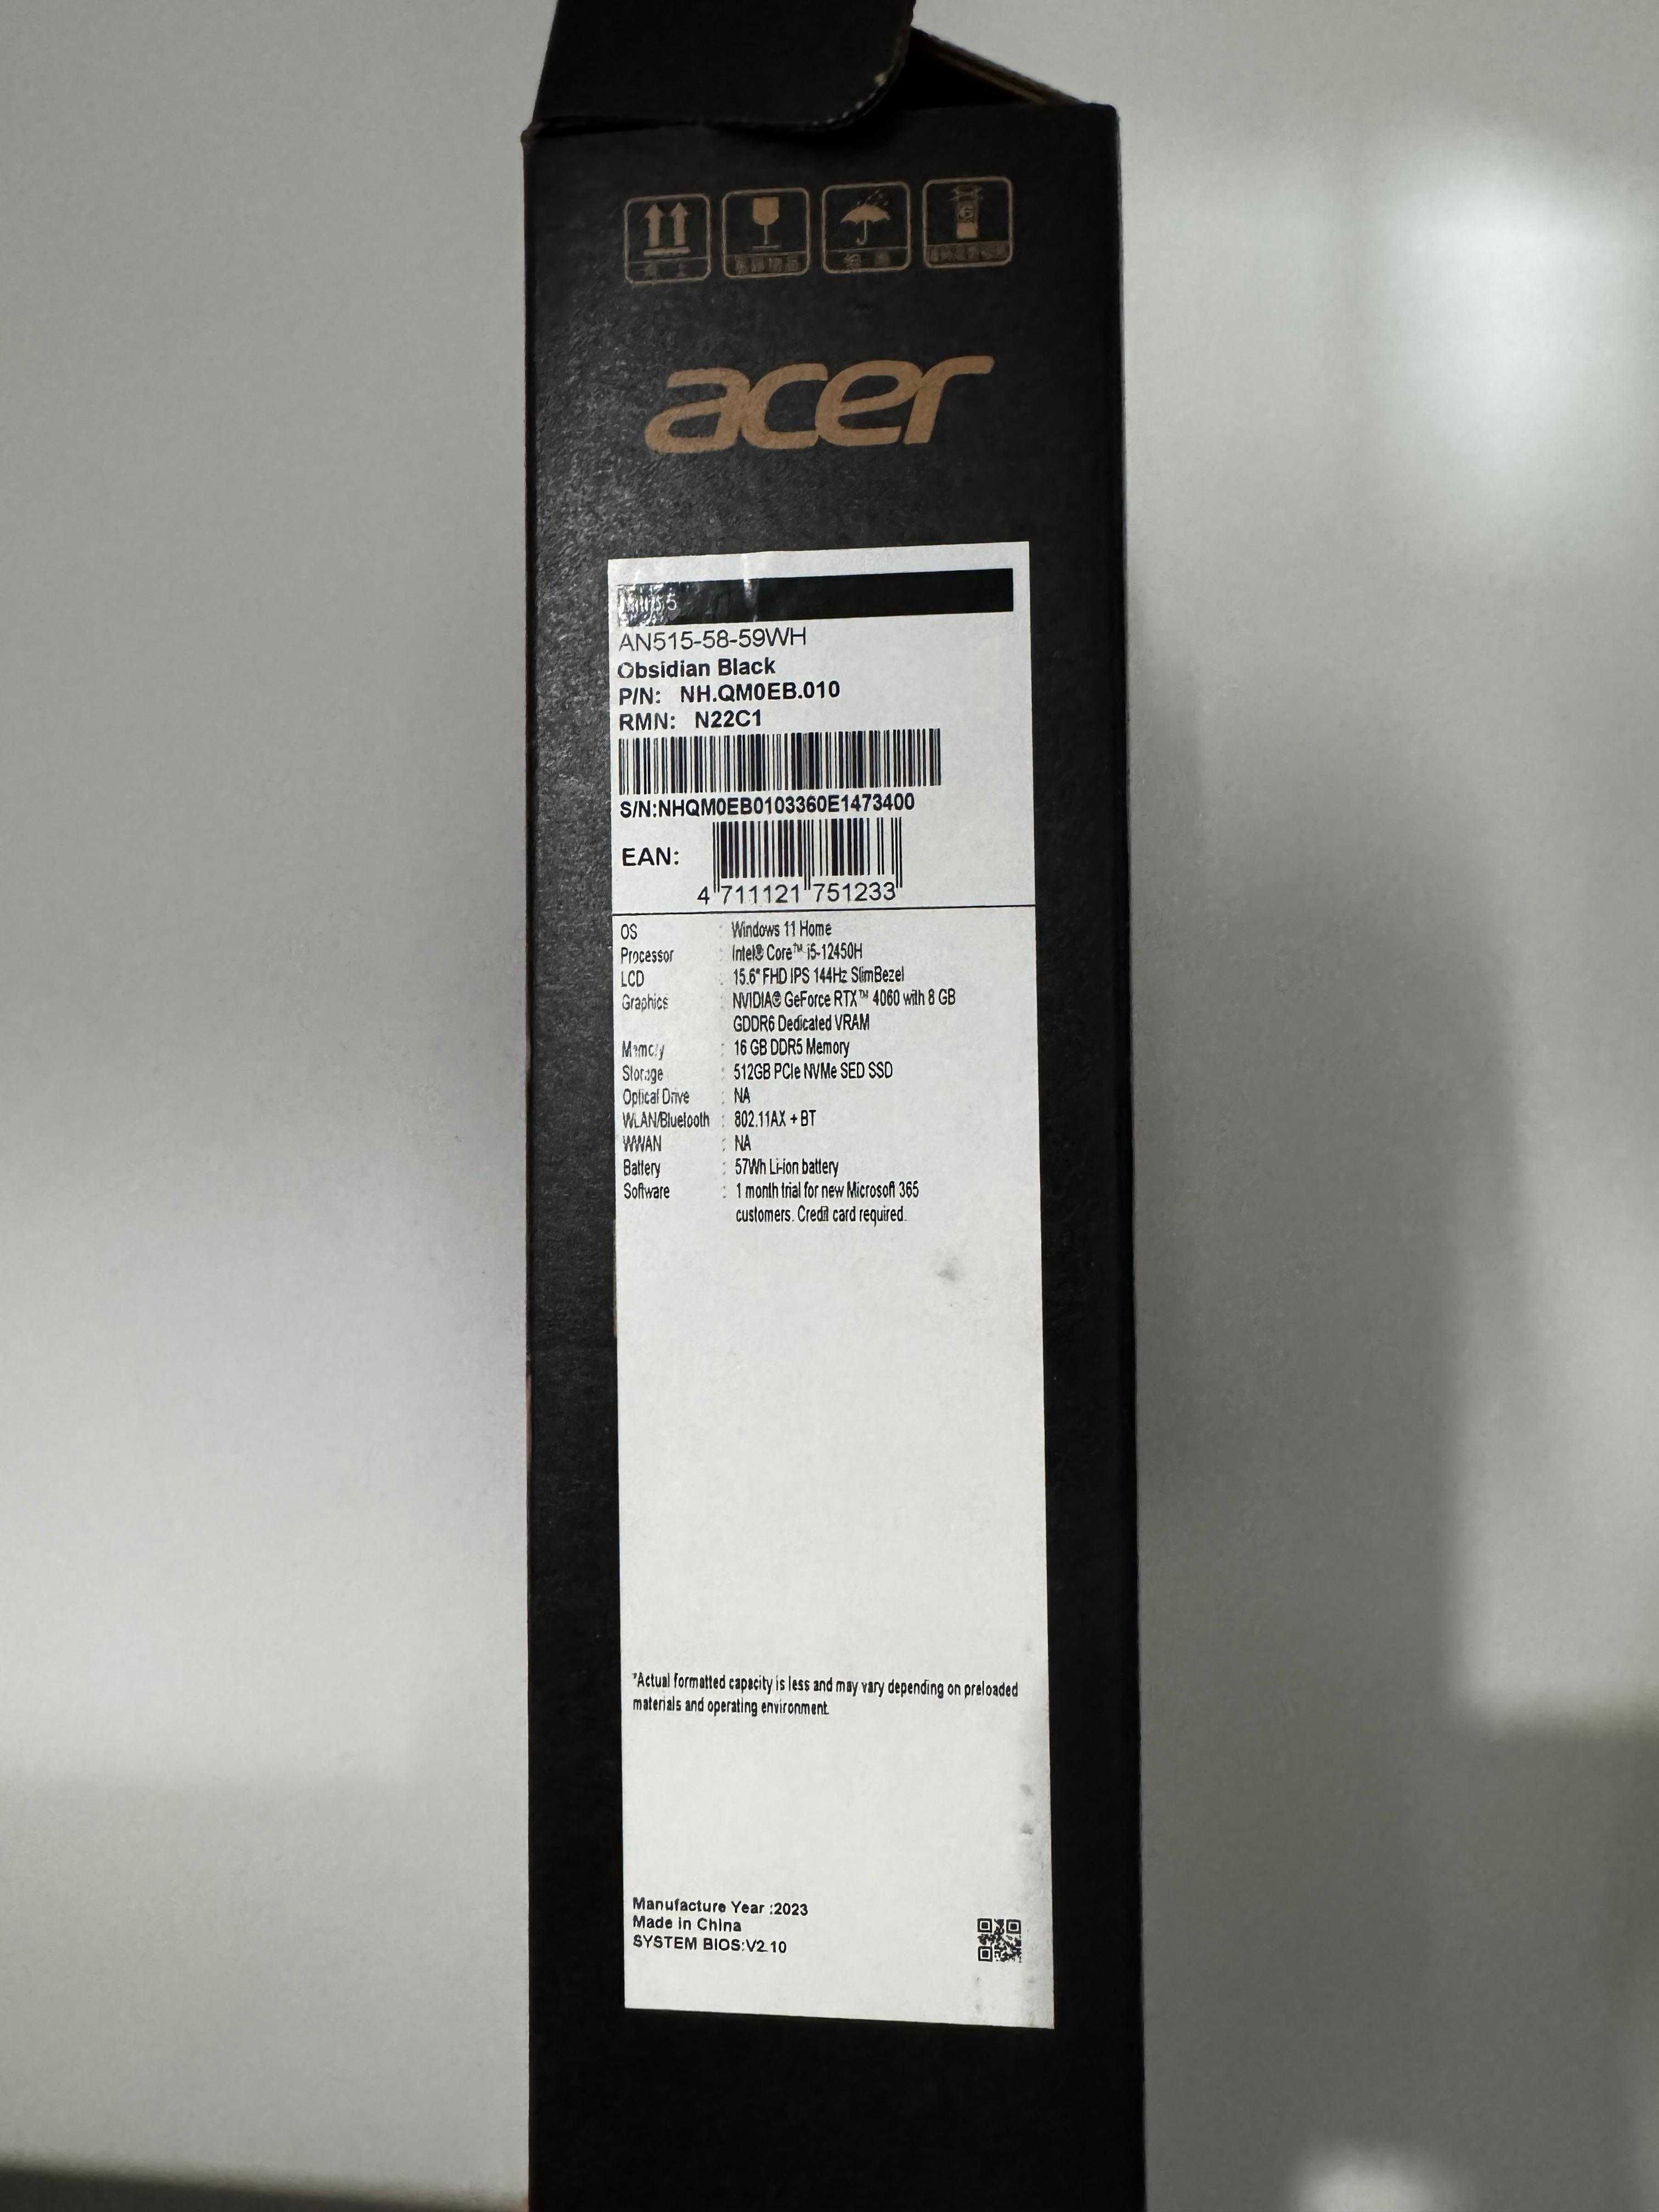 acer
Nitro 5
AN515-58-59WH
Obsidian Black
P/N: NH.QM0EB.010
RMN: N22C1
S/N:NHQM0EB0103360E1473400
EAN:
4 711121 751233
OS : Windows 11 Home
Processor : Intel® Core™ i5-12450H
LCD : 15.6" FHD IPS 144Hz SlimBezel
Graphics : NVIDIA® GeForce RTX™ 4060 with 8 GB
GDDR6 Dedicated VRAM
Memory : 16 GB DDR5 Memory
Storage : 512GB PCIe NVMe SED SSD
Optical Drive : NA
WLAN/Bluetooth : 802.11AX + BT
WWAN : NA
Battery : 57Wh Li-ion battery
Software : 1 month trial for new Microsoft 365
customers. Credit card required.
*Actual formatted capacity is less and may vary depending on preloaded
materials and operating environment.
Manufacture Year :2023
Made in China
SYSTEM BIOS:V2.10